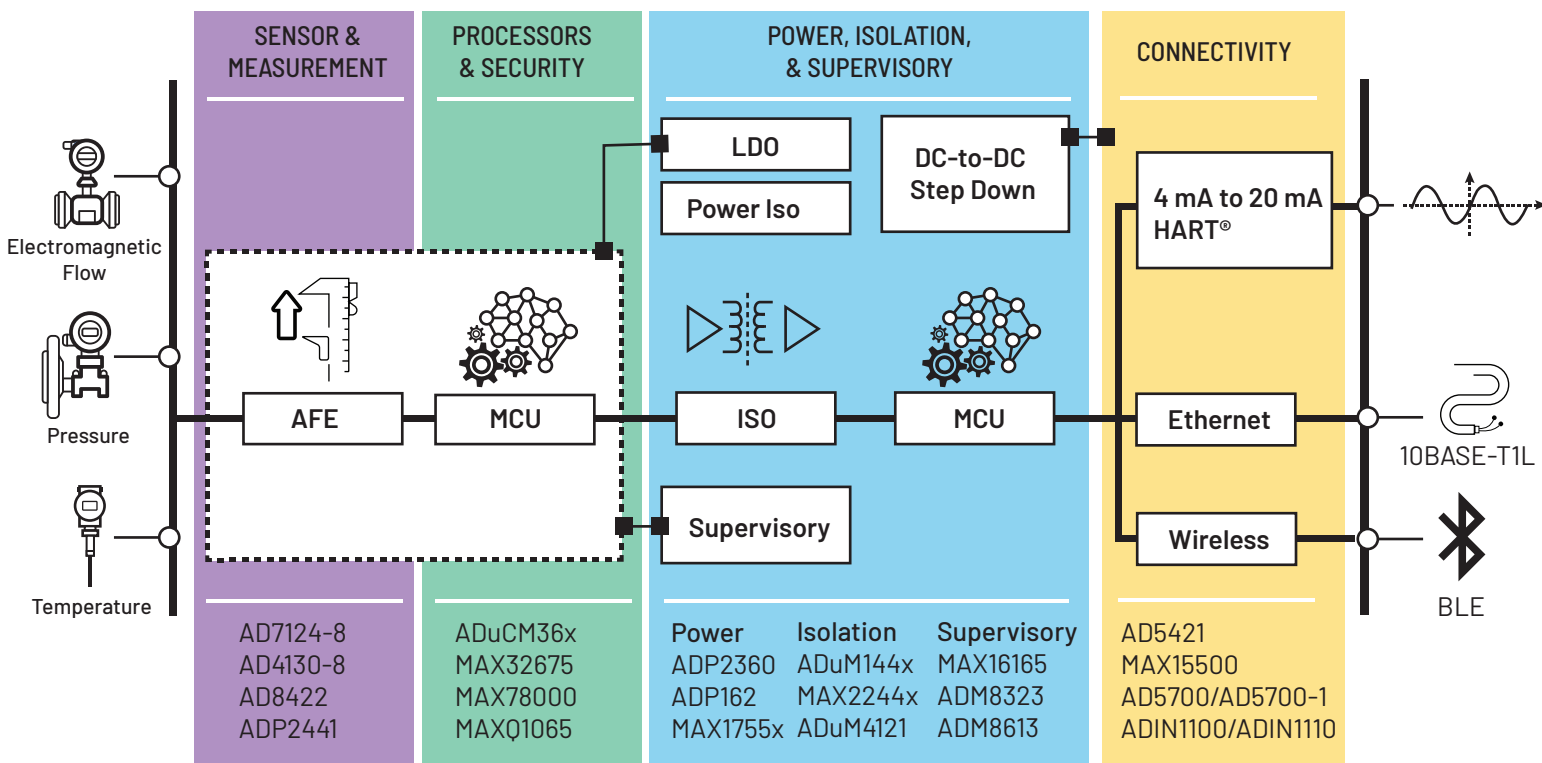 SENSOR &
MEASUREMENT
PROCESSORS
& SECURITY
POWER, ISOLATION,
& SUPERVISORY
CONNECTIVITY
Electromagnetic
Flow
Pressure
Temperature
AFE
MCU
LDO
Power Iso
DC-to-DC
Step Down
ISO
MCU
Supervisory
4 mA to 20 mA
HART®
Ethernet
Wireless
10BASE-T1L
BLE
AD7124-8
AD4130-8
AD8422
ADP2441
ADuCM36x
MAX32675
MAX78000
MAXQ1065
Power
ADP2360
ADP162
MAX1755x
Isolation
ADuM144x
MAX2244x
ADuM4121
Supervisory
MAX16165
ADM8323
ADM8613
AD5421
MAX15500
AD5700/AD5700-1
ADIN1100/ADIN1110